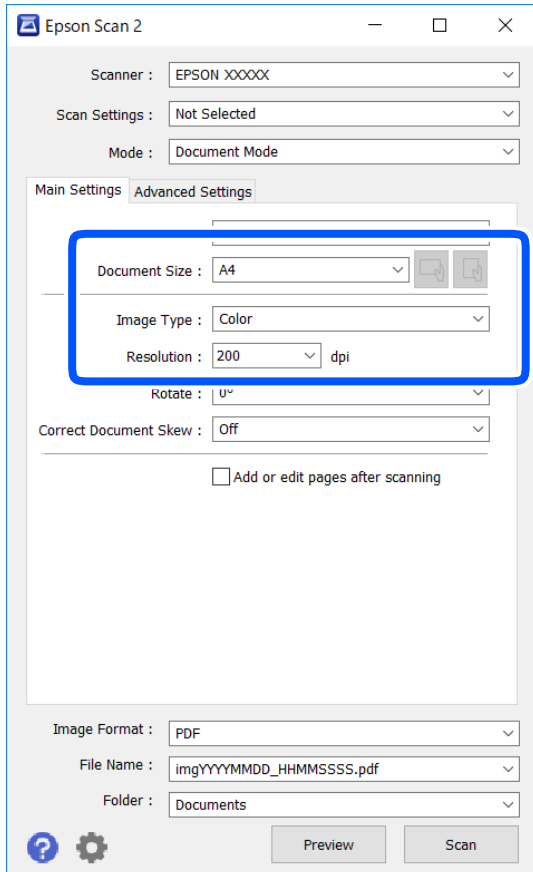 Epson Scan 2
Scanner : EPSON XXXXX
Scan Settings : Not Selected
Mode : Document Mode
Main Settings Advanced Settings
Document Size : A4
Image Type : Color
Resolution : 200 dpi
Rotate : 0°
Correct Document Skew : Off
Add or edit pages after scanning
Image Format : PDF
File Name : imgYYYYMMDD_HHMMSSSS.pdf
Folder : Documents
? Preview Scan